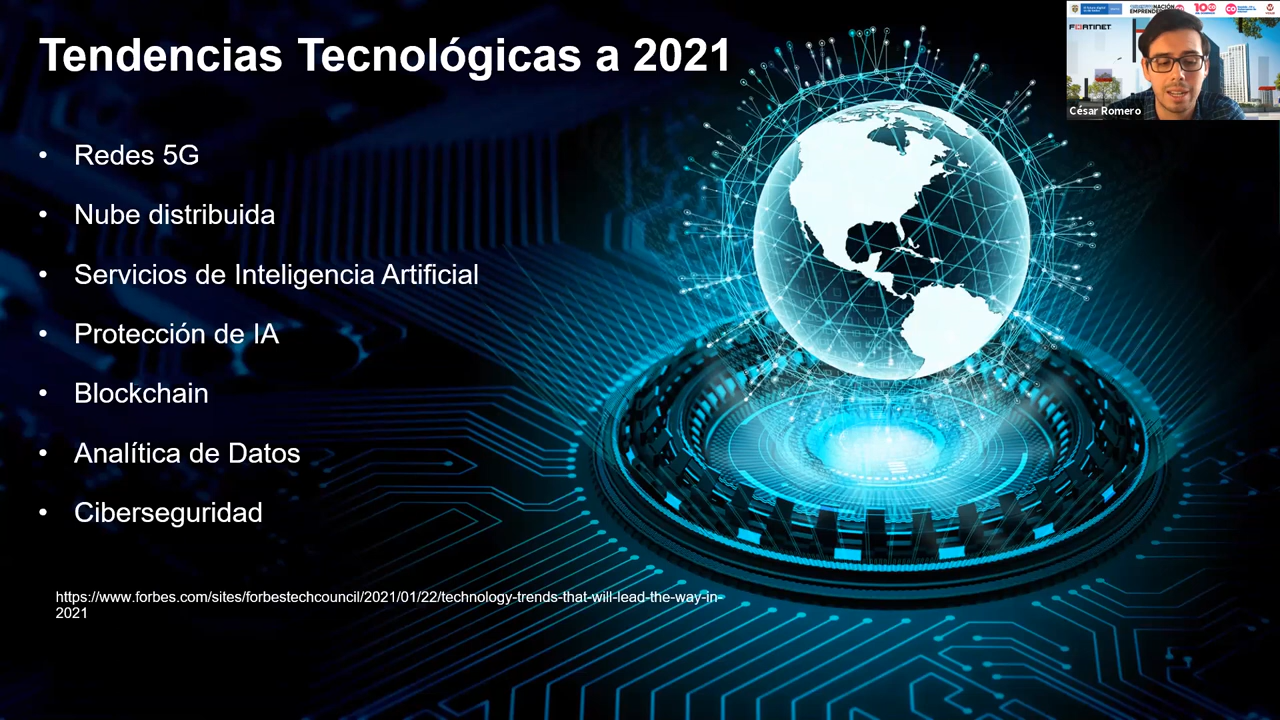 Tendencias Tecnológicas a 2021
• Redes 5G
• Nube distribuida
• Servicios de Inteligencia Artificial
• Protección de IA
• Blockchain
• Analítica de Datos
• Ciberseguridad
https://www.forbes.com/sites/forbestechcouncil/2021/01/22/technology-trends-that-will-lead-the-way-in-
2021
FORTINET
César Romero